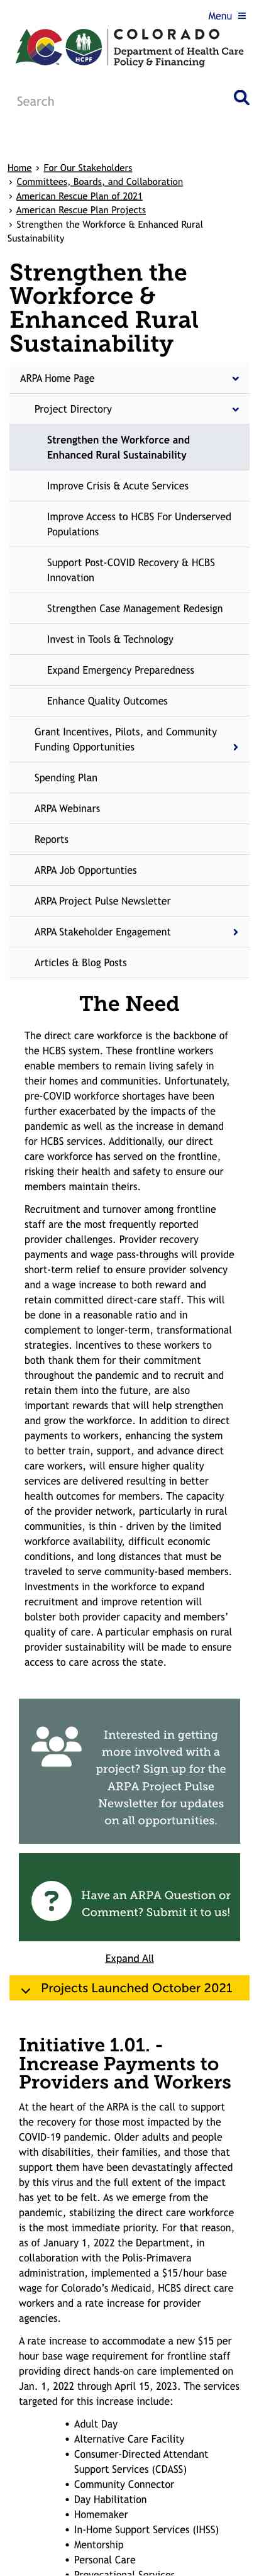 Menu
COLORADO
Department of Health Care
Policy & Financing
HCPF
Search
Home › For Our Stakeholders
› Committees, Boards, and Collaboration
› American Rescue Plan of 2021
› American Rescue Plan Projects
› Strengthen the Workforce & Enhanced Rural
Sustainability
Strengthen the
Workforce &
Enhanced Rural
Sustainability
ARPA Home Page
Project Directory
Strengthen the Workforce and
Enhanced Rural Sustainability
Improve Crisis & Acute Services
Improve Access to HCBS For Underserved
Populations
Support Post-COVID Recovery & HCBS
Innovation
Strengthen Case Management Redesign
Invest in Tools & Technology
Expand Emergency Preparedness
Enhance Quality Outcomes
Grant Incentives, Pilots, and Community
Funding Opportunities
Spending Plan
ARPA Webinars
Reports
ARPA Job Opportunties
ARPA Project Pulse Newsletter
ARPA Stakeholder Engagement
Articles & Blog Posts
The Need
The direct care workforce is the backbone of
the HCBS system. These frontline workers
enable members to remain living safely in
their homes and communities. Unfortunately,
pre-COVID workforce shortages have been
further exacerbated by the impacts of the
pandemic as well as the increase in demand
for HCBS services. Additionally, our direct
care workforce has served on the frontline,
risking their health and safety to ensure our
members maintain theirs.
Recruitment and turnover among frontline
staff are the most frequently reported
provider challenges. Provider recovery
payments and wage pass-throughs will provide
short-term relief to ensure provider solvency
and a wage increase to both reward and
retain committed direct-care staff. This will
be done in a reasonable ratio and in
complement to longer-term, transformational
strategies. Incentives to these workers to
both thank them for their commitment
throughout the pandemic and to recruit and
retain them into the future, are also
important rewards that will help strengthen
and grow the workforce. In addition to direct
payments to workers, enhancing the system
to better train, support, and advance direct
care workers, will ensure higher quality
services are delivered resulting in better
health outcomes for members. The capacity
of the provider network, particularly in rural
communities, is thin - driven by the limited
workforce availability, difficult economic
conditions, and long distances that must be
traveled to serve community-based members.
Investments in the workforce to expand
recruitment and improve retention will
bolster both provider capacity and members’
quality of care. A particular emphasis on rural
provider sustainability will be made to ensure
access to care across the state.
Interested in getting
more involved with a
project? Sign up for the
ARPA Project Pulse
Newsletter for updates
on all opportunities.
Have an ARPA Question or
Comment? Submit it to us!
Expand All
Projects Launched October 2021
Initiative 1.01. -
Increase Payments to
Providers and Workers
At the heart of the ARPA is the call to support
the recovery for those most impacted by the
COVID-19 pandemic. Older adults and people
with disabilities, their families, and those that
support them have been devastatingly affected
by this virus and the full extent of the impact
has yet to be felt. As we emerge from the
pandemic, stabilizing the direct care workforce
is the most immediate priority. For that reason,
as of January 1, 2022 the Department, in
collaboration with the Polis-Primavera
administration, implemented a $15/hour base
wage for Colorado’s Medicaid, HCBS direct care
workers and a rate increase for provider
agencies.
A rate increase to accommodate a new $15 per
hour base wage requirement for frontline staff
providing direct hands-on care implemented on
Jan. 1, 2022 through April 15, 2023. The services
targeted for this increase include:
• Adult Day
• Alternative Care Facility
• Consumer-Directed Attendant
Support Services (CDASS)
• Community Connector
• Day Habilitation
• Homemaker
• In-Home Support Services (IHSS)
• Mentorship
• Personal Care
• Prevocational Services